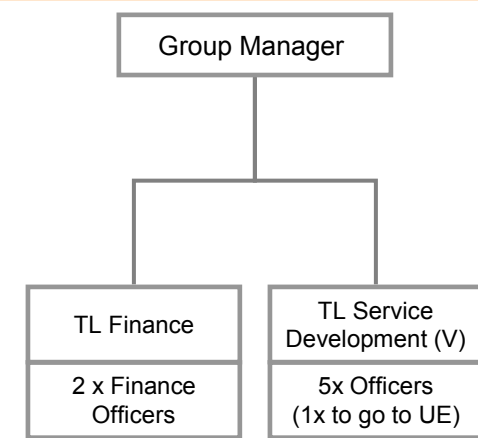 Group Manager
TL Finance
2 x Finance
Officers
TL Service
Development (V)
5x Officers
(1x to go to UE)